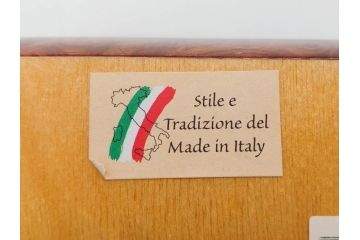 Stile e
Tradizione del
Made in Italy